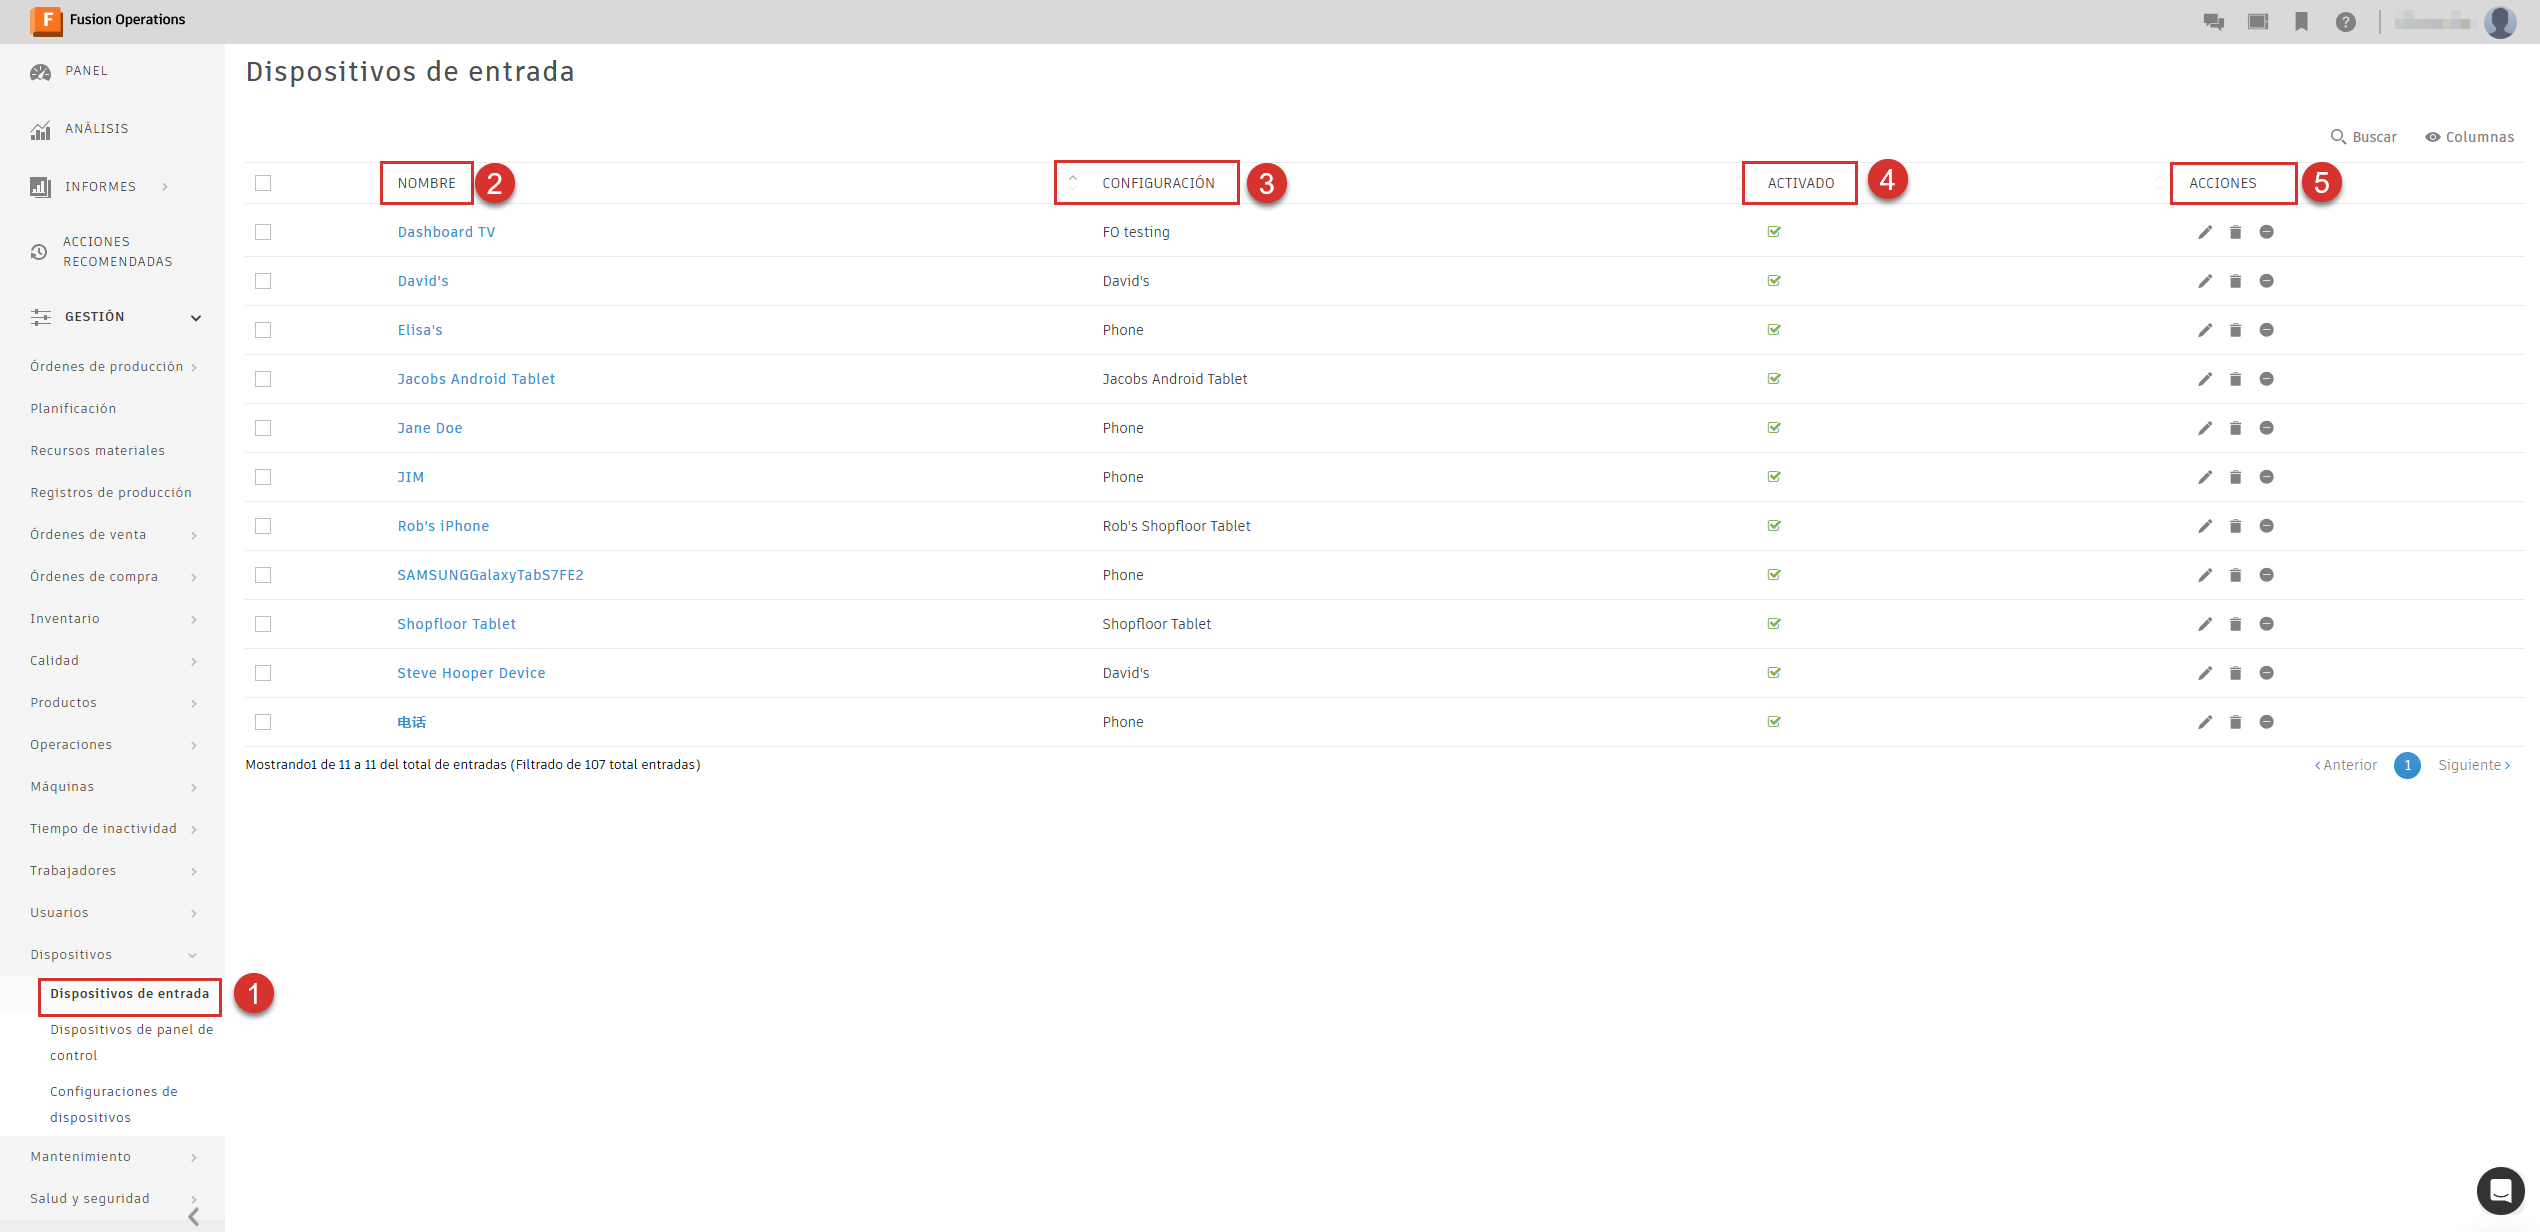 F Fusion Operations
PANEL
ANÁLISIS
INFORMES
ACCIONES
RECOMENDADAS
GESTIÓN
Órdenes de producción
Planificación
Recursos materiales
Registros de producción
Órdenes de venta
Órdenes de compra
Inventario
Calidad
Productos
Operaciones
Máquinas
Tiempo de inactividad
Trabajadores
Usuarios
Dispositivos
Dispositivos de entrada 1
Dispositivos de panel de
control
Configuraciones de
dispositivos
Mantenimiento
Salud y seguridad
Dispositivos de entrada
Buscar Columnas
NOMBRE 2 CONFIGURACIÓN 3 ACTIVADO 4 ACCIONES 5
Dashboard TV FO testing
David's David's
Elisa's Phone
Jacobs Android Tablet Jacobs Android Tablet
Jane Doe Phone
JIM Phone
Rob's iPhone Rob's Shopfloor Tablet
SAMSUNGGalaxyTabS7FE2 Phone
Shopfloor Tablet Shopfloor Tablet
Steve Hooper Device David's
电话 Phone
Mostrando1 de 11 a 11 del total de entradas (Filtrado de 107 total entradas)
Anterior 1 Siguiente